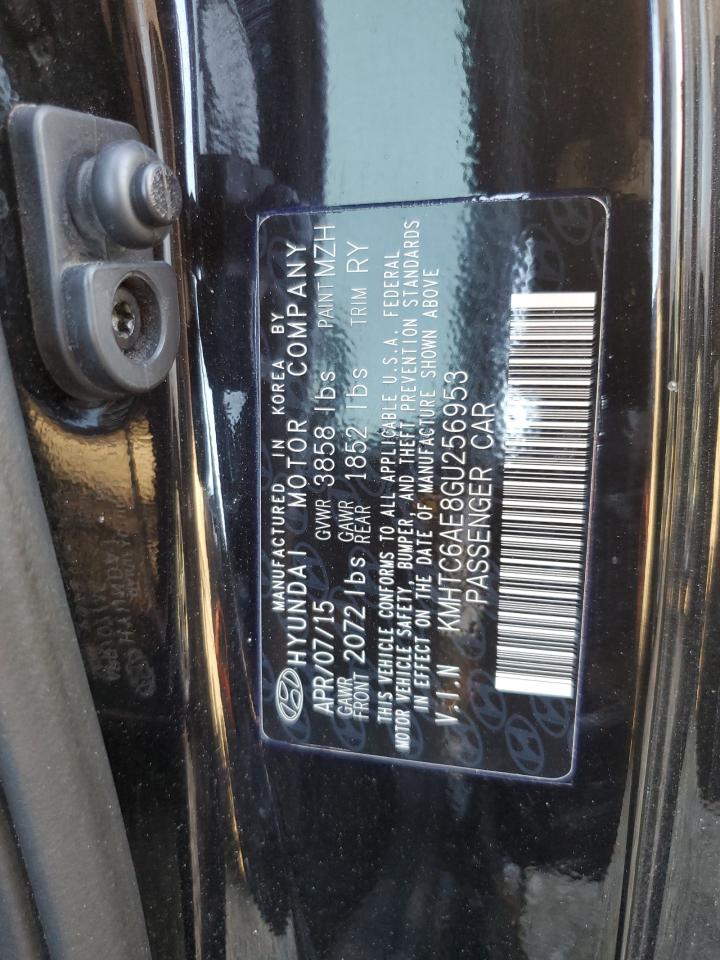 MANUFACTURED IN KOREA BY
HYUNDAI MOTOR COMPANY
APR/07/15 GVWR 3858 lbs PAINT MZH
GAWR FRONT 2072 lbs GAWR REAR 1852 lbs TRIM RY
THIS VEHICLE CONFORMS TO ALL APPLICABLE U.S.A. FEDERAL
MOTOR VEHICLE SAFETY, BUMPER, AND THEFT PREVENTION STANDARDS
IN EFFECT ON THE DATE OF MANUFACTURE SHOWN ABOVE
V.I.N KMHTC6AE8GU256953
PASSENGER CAR